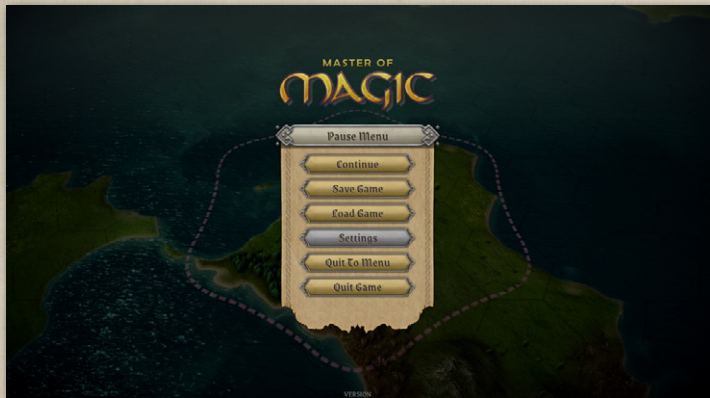 MASTER OF
MAGIC
Pause Menu
Continue
Save Game
Load Game
Settings
Quit To Menu
Quit Game
VERSION